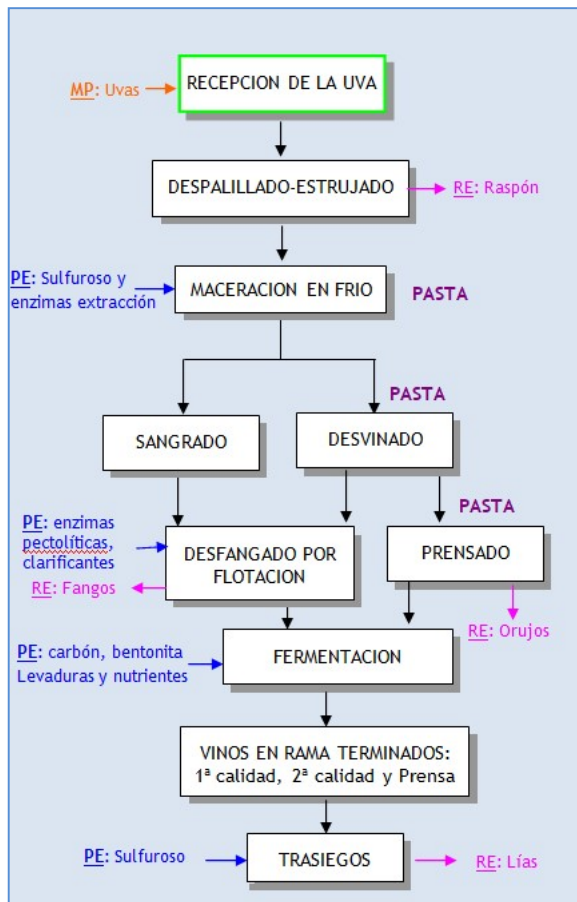 RECEPCION DE LA UVA
MP: Uvas
DESPALILLADO-ESTRUJADO
RE: Raspón
PE: Sulfuroso y
enzimas extracción
MACERACION EN FRIO
PASTA
PASTA
SANGRADO
DESVINADO
PASTA
PE: enzimas
pectolíticas,
clarificantes
DESFANGADO POR
FLOTACION
PRENSADO
RE: Fangos
RE: Orujos
PE: carbón, bentonita
Levaduras y nutrientes
FERMENTACION
VINOS EN RAMA TERMINADOS:
1ª calidad, 2ª calidad y Prensa
PE: Sulfuroso
TRASIEGOS
RE: Lías